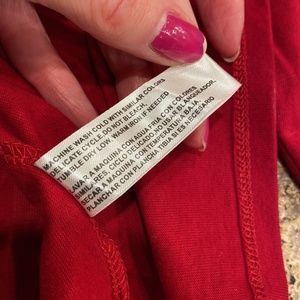 MACHINE WASH COLD WITH SIMILAR COLORS
DELICATE CYCLE. DO NOT BLEACH.
TUMBLE DRY LOW. WARM IRON IF NEEDED
LAVAR A MAQUINA CON AGUA FRIA CON COLORES
SIMILARES. CICLO DELICADO. NO USAR BLANQUEADOR.
SECAR A MAQUINA CON TEMPERATURA BAJA.
PLANCHAR CON PLANCHA TIBIA SI ES NECESARIO